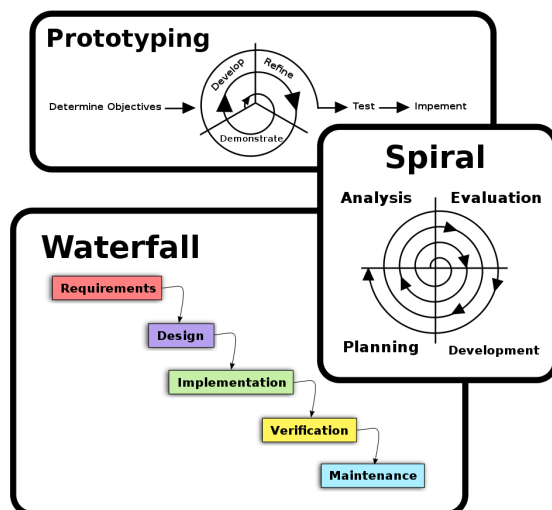 Prototyping
Determine Objectives
Develop
Refine
Demonstrate
Test
Impement
Spiral
Analysis
Evaluation
Planning
Development
Waterfall
Requirements
Design
Implementation
Verification
Maintenance